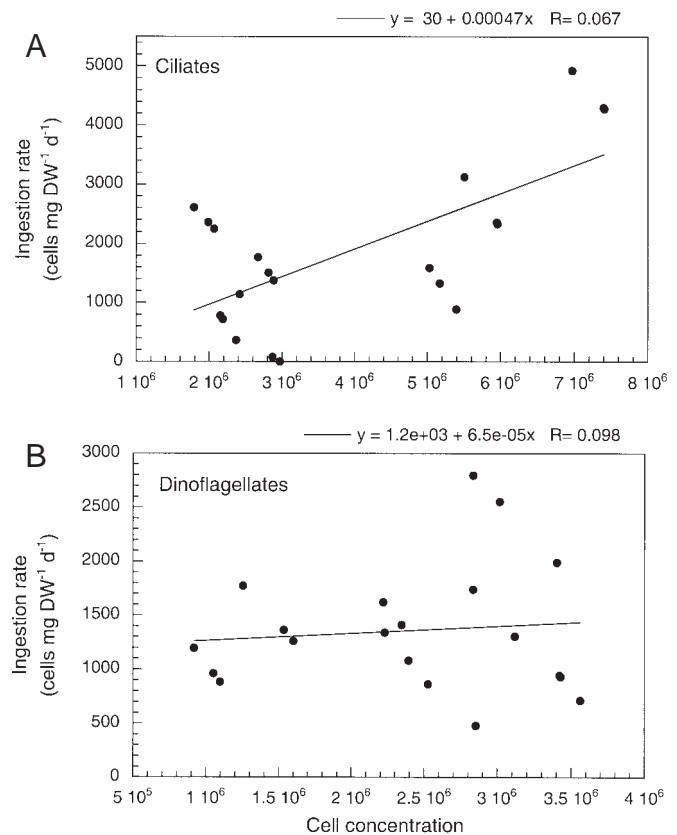 y = 30 + 0.00047x R= 0.067
A
Ciliates
5000
4000
3000
2000
1000
0
Ingestion rate
(cells mg DW⁻¹ d⁻¹)
1 10⁶ 2 10⁶ 3 10⁶ 4 10⁶ 5 10⁶ 6 10⁶ 7 10⁶ 8 10⁶
y = 1.2e+03 + 6.5e-05x R= 0.098
B
Dinoflagellates
3000
2500
2000
1500
1000
500
0
Ingestion rate
(cells mg DW⁻¹ d⁻¹)
5 10⁵ 1 10⁶ 1.5 10⁶ 2 10⁶ 2.5 10⁶ 3 10⁶ 3.5 10⁶ 4 10⁶
Cell concentration